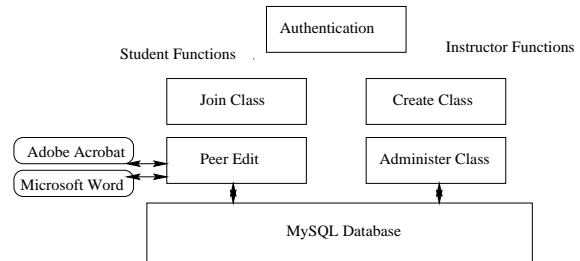 Authentication
Student Functions
Instructor Functions
Join Class
Create Class
Adobe Acrobat
Peer Edit
Administer Class
Microsoft Word
MySQL Database